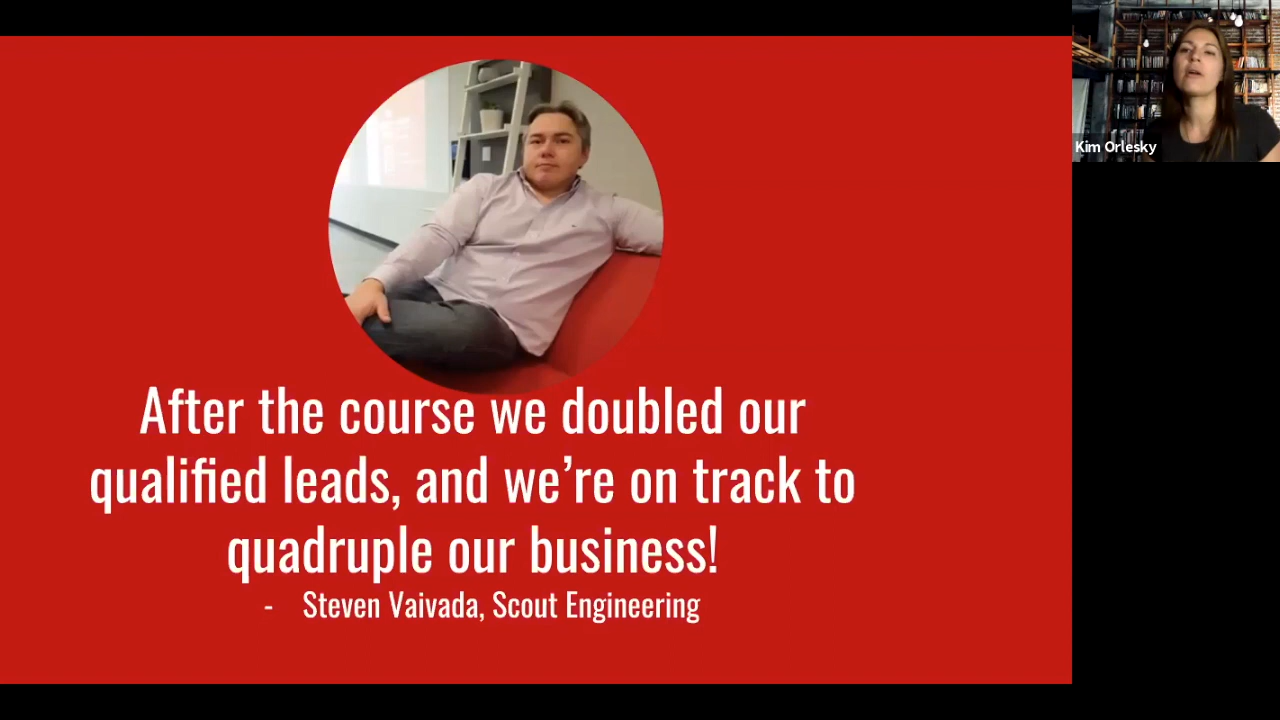 Kim Orlesky
After the course we doubled our
qualified leads, and we’re on track to
quadruple our business!
- Steven Vaivada, Scout Engineering